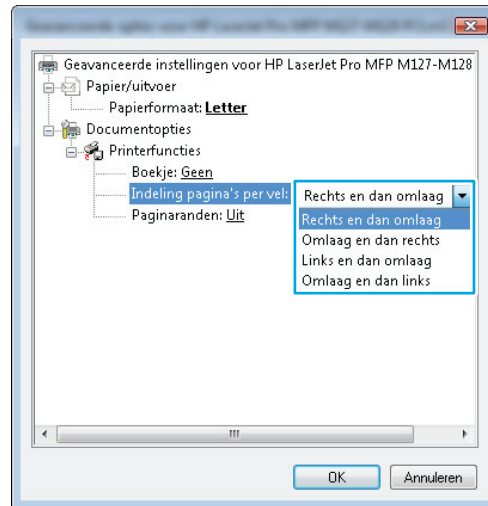 Geavanceerde instellingen voor HP LaserJet Pro MFP M127-M128
Papier/uitvoer
Papierformaat: Letter
Documentopties
Printerfuncties
Boekje: Geen
Indeling pagina's per vel: Rechts en dan omlaag
Rechts en dan omlaag
Omlaag en dan rechts
Links en dan omlaag
Omlaag en dan links
Paginaranden: Uit
OK Annuleren